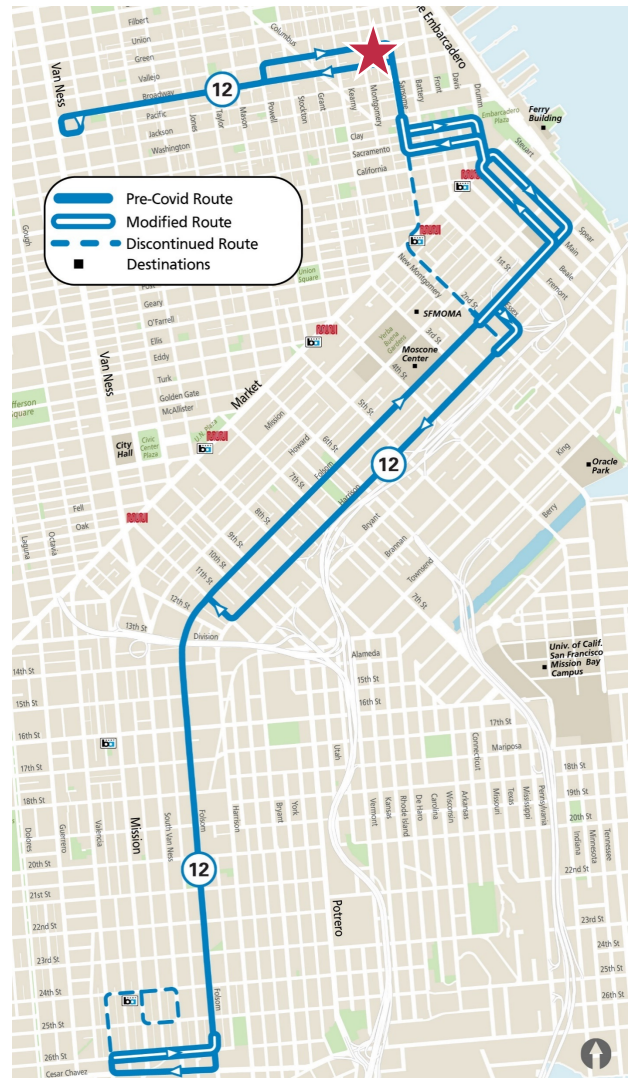 Filbert
Union
Green
Vallejo
Broadway
Pacific
Jackson
Washington
Columbus
The Embarcadero
Van Ness
12
Jones
Taylor
Mason
Powell
Stockton
Grant
Kearny
Montgomery
Sansome
Battery
Front
Davis
Drumm
Clay
Sacramento
California
Embarcadero
Plaza
Steuart
Ferry
Building
Pre-Covid Route
Modified Route
Discontinued Route
Destinations
Gough
Post
Geary
O'Farrell
Ellis
Eddy
Turk
Golden Gate
McAllister
Union
Square
Van Ness
Market
New Montgomery
SFMOMA
Yerba
Buena
Gardens
Moscone
Center
1st St
2nd St
3rd St
4th St
5th St
6th St
7th St
8th St
9th St
10th St
11th St
12th St
13th St
Essex
Spear
Main
Beale
Fremont
Mission
Howard
Folsom
Harrison
Bryant
Brannan
Townsend
7th St
12
King
Berry
Oracle
Park
Jefferson
Square
City
Hall
Civic
Center
Plaza
U.N. Plaza
Fell
Oak
Laguna
Octavia
Division
Alameda
15th St
16th St
Univ. of Calif.
San Francisco
Mission Bay
Campus
14th St
15th St
16th St
17th St
18th St
20th St
21st St
22nd St
23rd St
24th St
25th St
26th St
Cesar Chavez
Dolores
Guerrero
Valencia
Mission
South Van Ness
Folsom
Harrison
Bryant
York
Utah
Potrero
Vermont
Kansas
Rhode Island
De Haro
Carolina
Wisconsin
Arkansas
Connecticut
Missouri
Texas
Mississippi
Pennsylvania
Indiana
Minnesota
Tennessee
17th St
Mariposa
18th St
19th St
20th St
22nd St
23rd St
24th St
25th St
26th St
12
Folsom